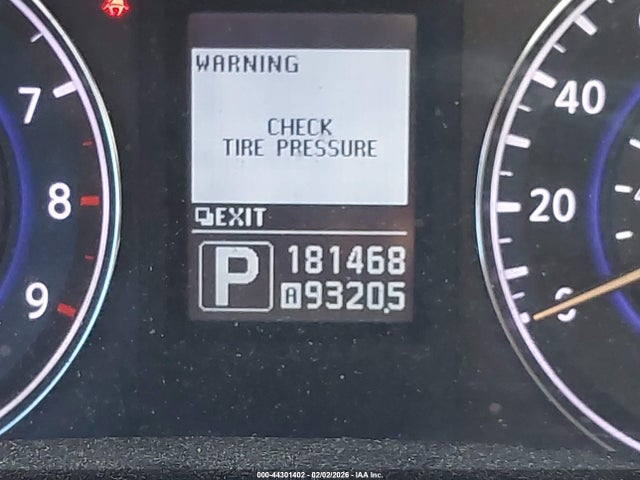 WARNING
7
40
CHECK
TIRE PRESSURE
8
20
EXIT
P
181468
A 9320.5
9
0
000-44301402 - 02/02/2026 - IAA Inc.